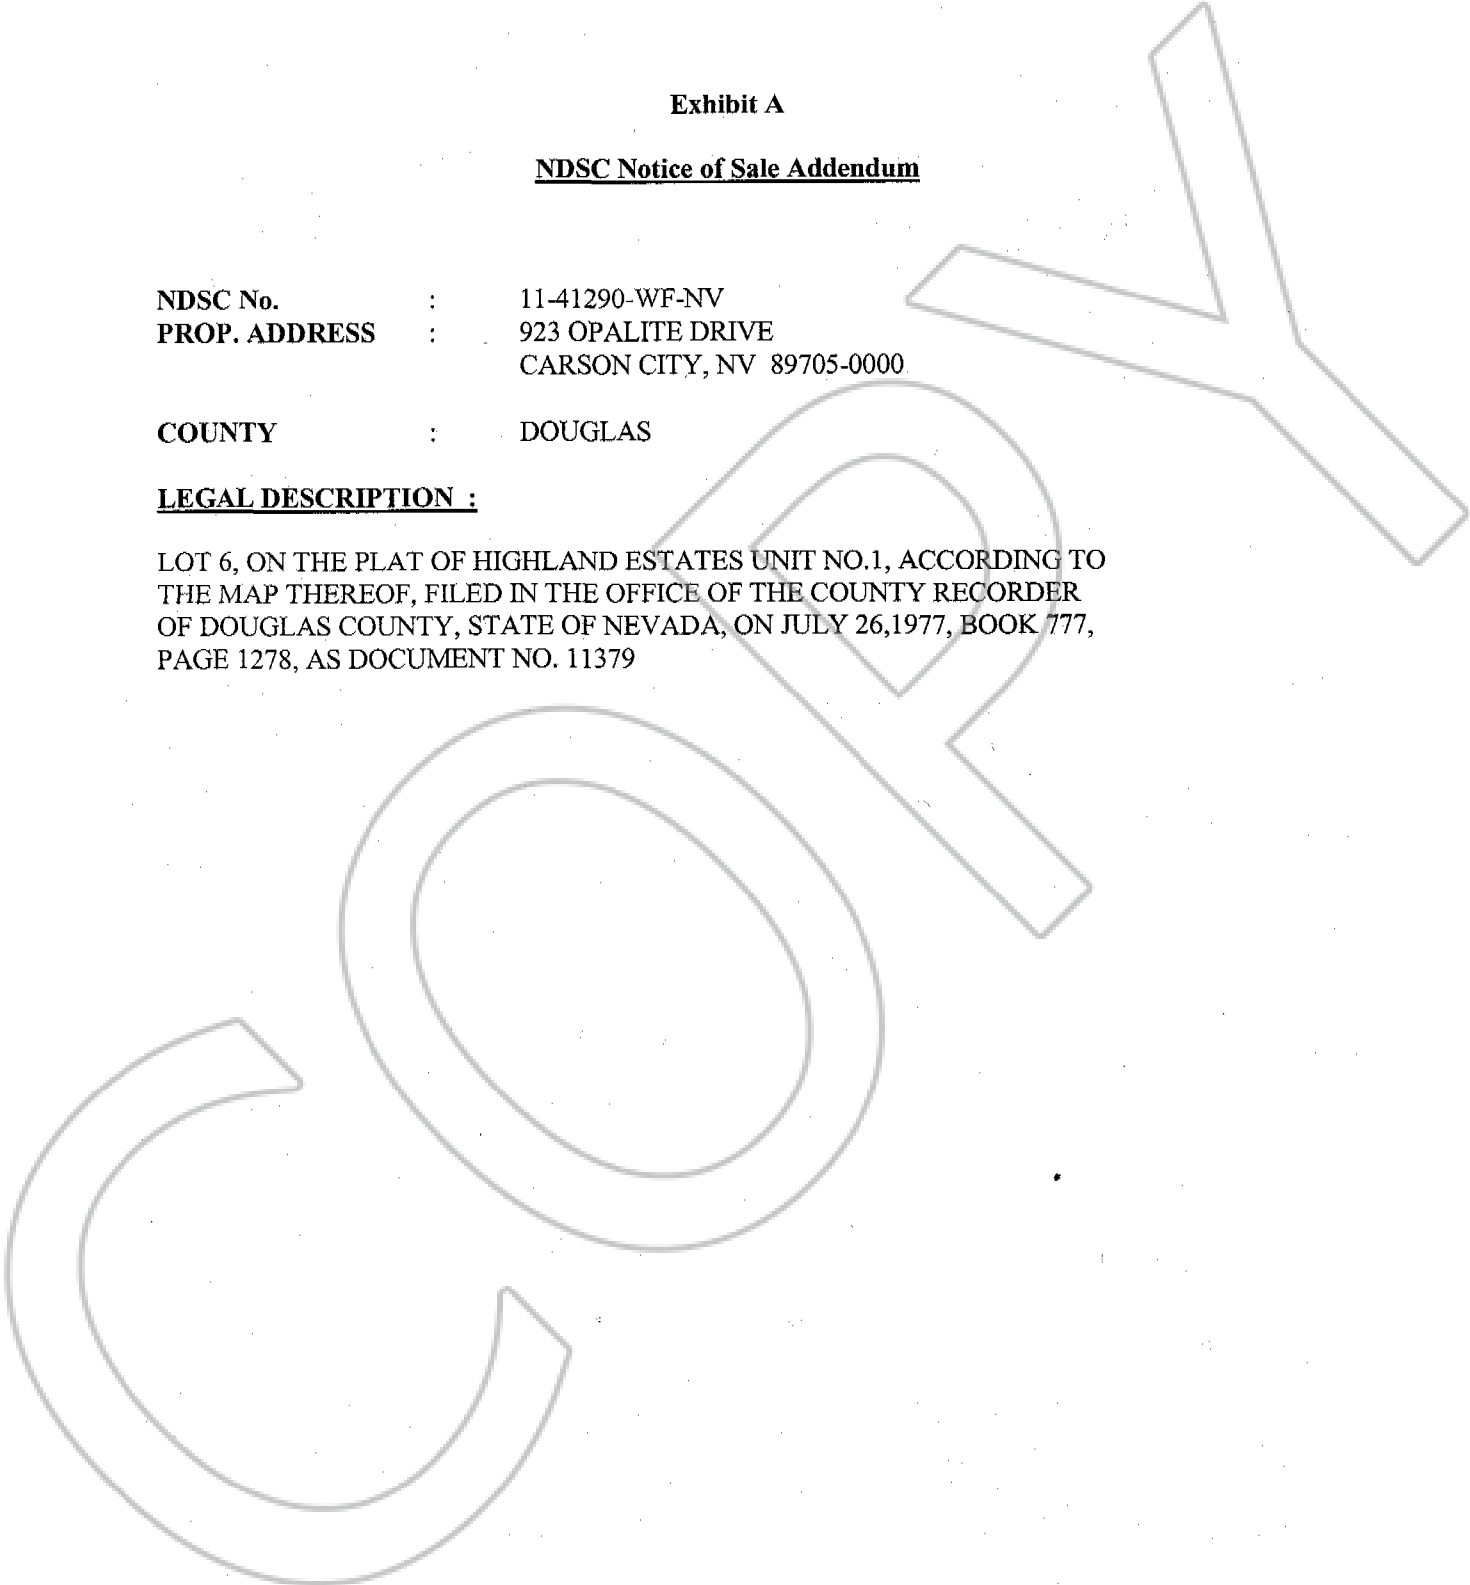 Exhibit A
NDSC Notice of Sale Addendum
NDSC No. : 11-41290-WF-NV
PROP. ADDRESS : 923 OPALITE DRIVE
CARSON CITY, NV 89705-0000
COUNTY : DOUGLAS
LEGAL DESCRIPTION :
LOT 6, ON THE PLAT OF HIGHLAND ESTATES UNIT NO.1, ACCORDING TO
THE MAP THEREOF, FILED IN THE OFFICE OF THE COUNTY RECORDER
OF DOUGLAS COUNTY, STATE OF NEVADA, ON JULY 26,1977, BOOK 777,
PAGE 1278, AS DOCUMENT NO. 11379
COPY